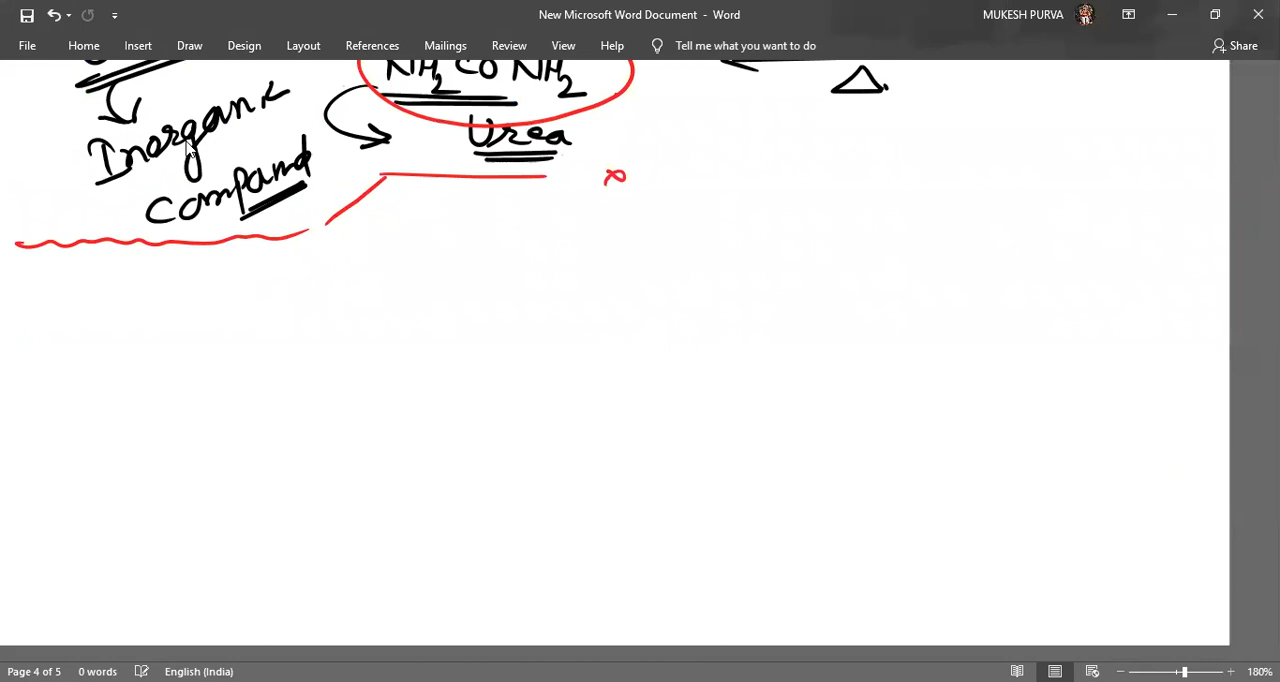 New Microsoft Word Document - Word
MUKESH PURVA
File Home Insert Draw Design Layout References Mailings Review View Help Tell me what you want to do Share
NH2 CO NH2
Δ.
Urea
Inorganic
Compound
Page 4 of 5 0 words English (India) 180%